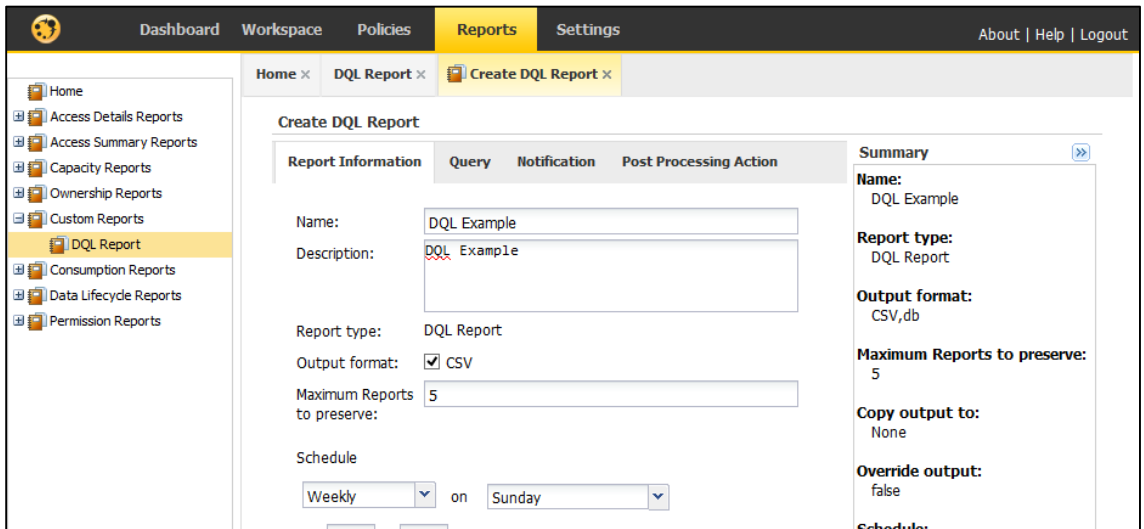 Dashboard Workspace Policies Reports Settings
About | Help | Logout
Home
Access Details Reports
Access Summary Reports
Capacity Reports
Ownership Reports
Custom Reports
DQL Report
Consumption Reports
Data Lifecycle Reports
Permission Reports
Home × DQL Report × Create DQL Report ×
Create DQL Report
Report Information Query Notification Post Processing Action
Name: DQL Example
Description: DQL Example
Report type: DQL Report
Output format: CSV
Maximum Reports 5
to preserve:
Schedule
Weekly on Sunday
Summary
Name:
DQL Example
Report type:
DQL Report
Output format:
CSV,db
Maximum Reports to preserve:
5
Copy output to:
None
Override output:
false
Schedule: